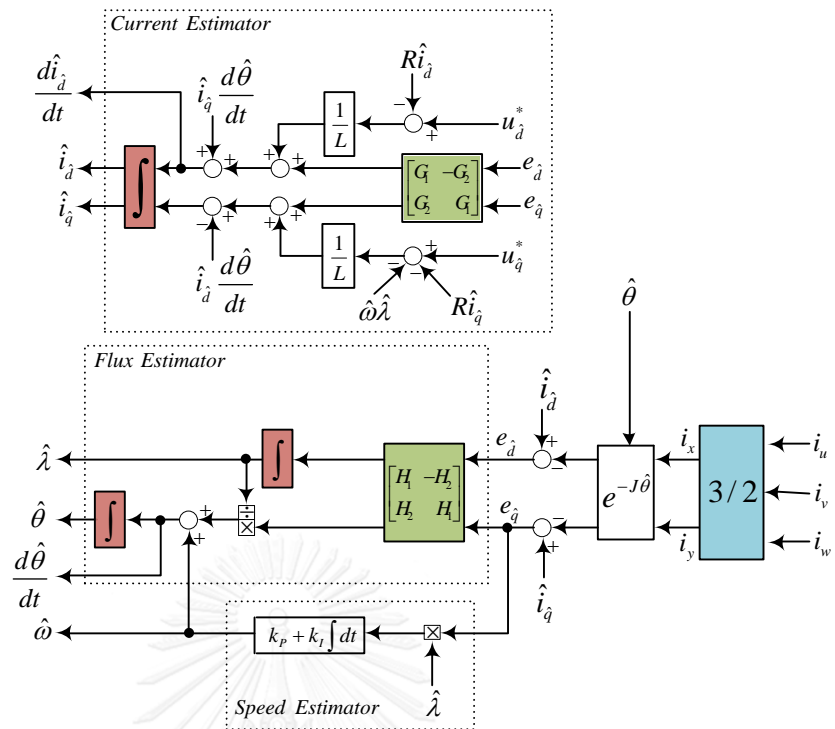 Current Estimator
dî_d̂/dt
î_q̂ dθ̂/dt
Rî_d̂
1/L
u*_d̂
î_d̂
î_q̂
∫
[G₁ −G₂
G₂ G₁]
e_d̂
e_q̂
1/L
u*_q̂
î_d̂ dθ̂/dt
ω̂λ̂
Rî_q̂
θ̂
Flux Estimator
î_d̂
λ̂
∫
[H₁ −H₂
H₂ H₁]
e_d̂
e^{−Jθ̂}
i_x
3/2
i_u
θ̂
∫
÷
×
e_q̂
i_y
i_v
i_w
dθ̂/dt
î_q̂
ω̂
k_P + k_I ∫ dt
×
λ̂
Speed Estimator